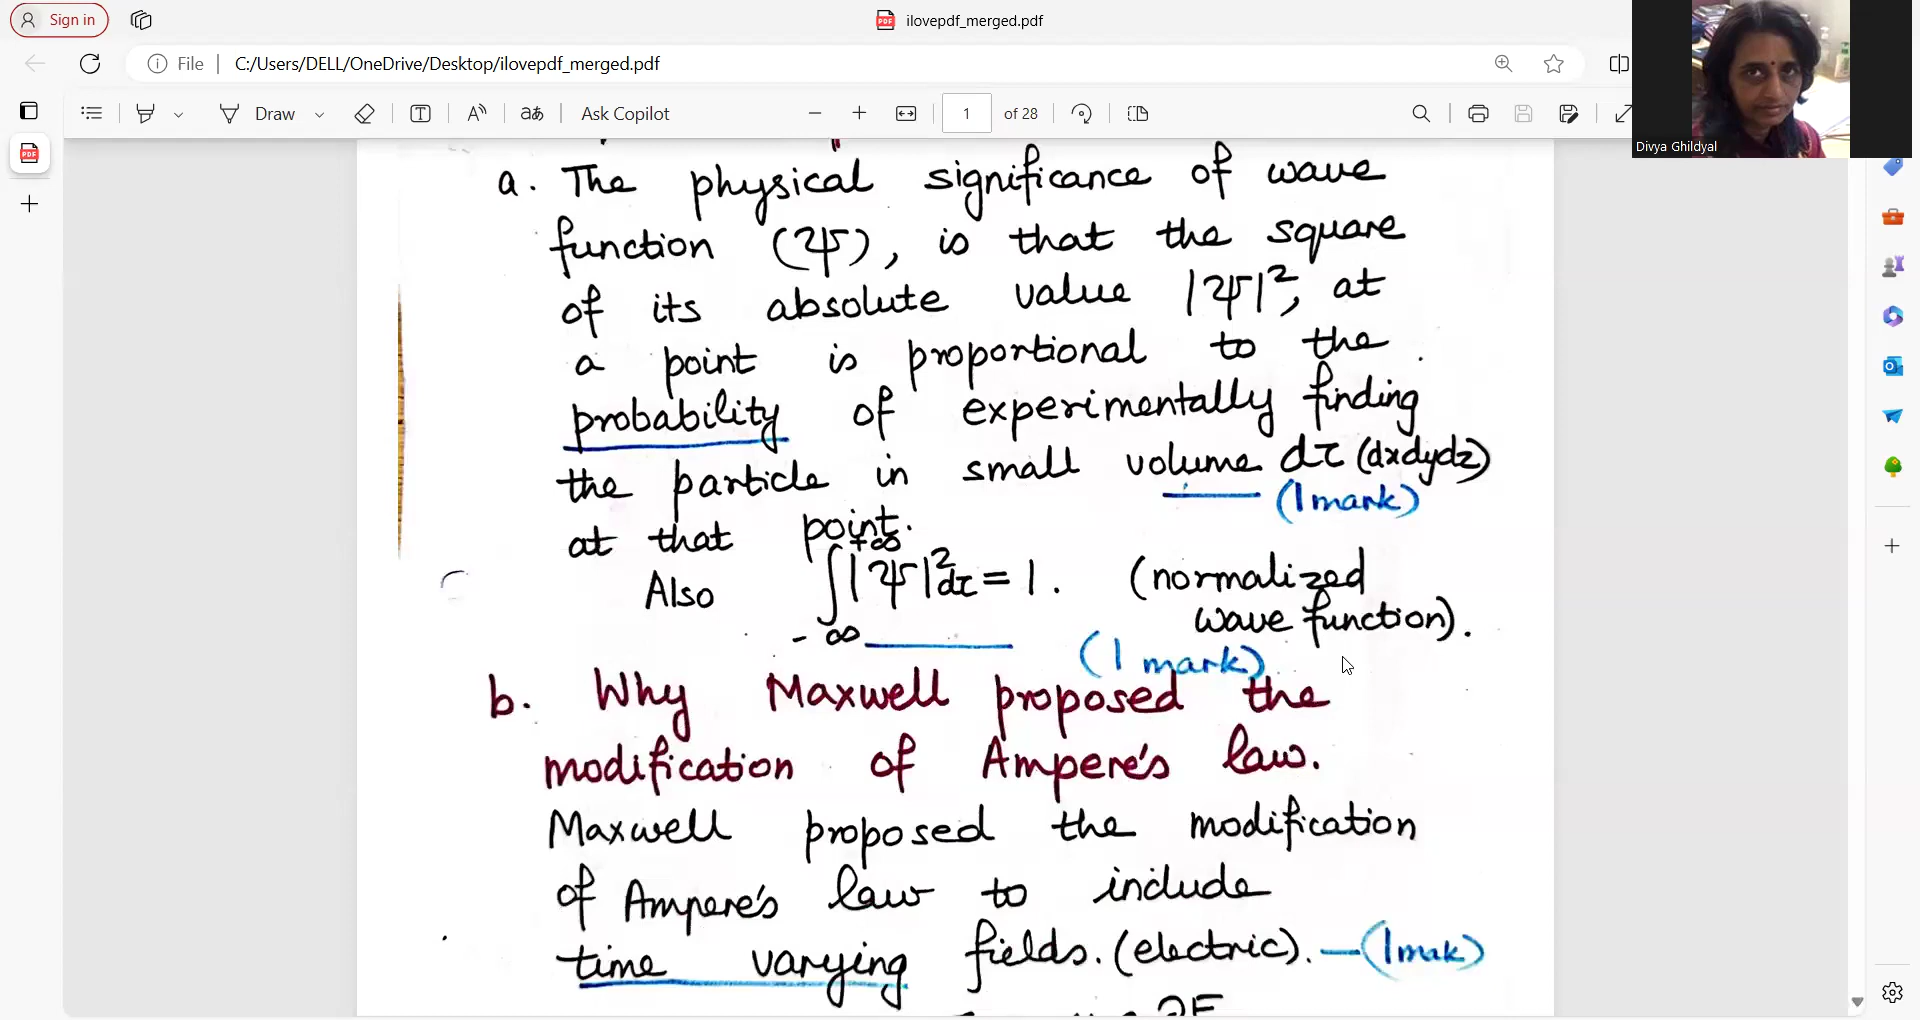 Sign in
ilovepdf_merged.pdf
File
C:/Users/DELL/OneDrive/Desktop/ilovepdf_merged.pdf
Draw
Ask Copilot
1 of 28
Divya Ghildyal
a. The physical significance of wave
function (ψ), is that the square
of its absolute value |ψ|², at
a point is proportional to the
probability of experimentally finding
the particle in small volume dτ (dxdydz)
(1 mark)
at that point.
Also ∫|ψ|²dτ = 1. (normalized
+∞
-∞
wave function).
(1 mark)
b. Why Maxwell proposed the
modification of Ampere's law.
Maxwell proposed the modification
of Ampere's law to include
time varying fields. (electric). — (1 mak)